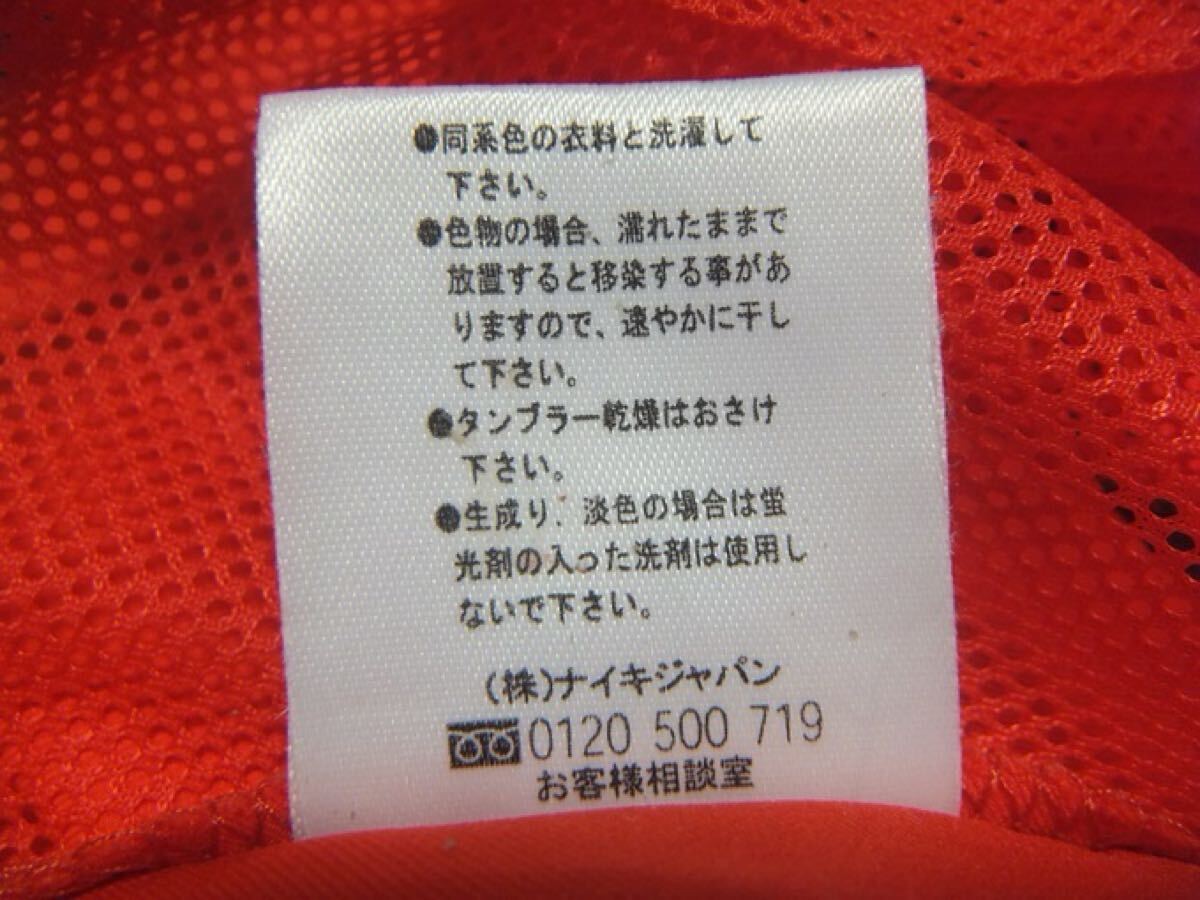 ●同系色の衣料と洗濯して
下さい。
●色物の場合、濡れたままで
放置すると移染する事があ
りますので、速やかに干し
て下さい。
●タンブラー乾燥はおさけ
下さい。
●生成り、淡色の場合は蛍
光剤の入った洗剤は使用し
ないで下さい。
(株)ナイキジャパン
0120 500 719
お客様相談室